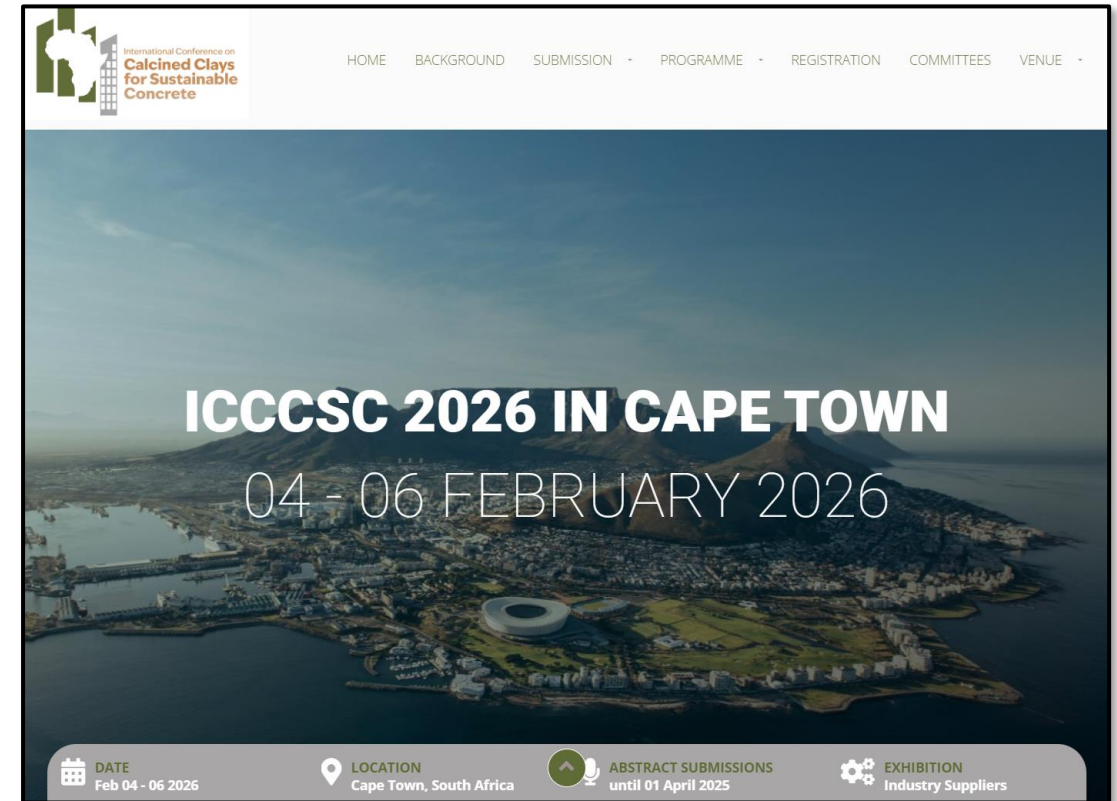 International Conference on
Calcined Clays
for Sustainable
Concrete
HOME BACKGROUND SUBMISSION - PROGRAMME - REGISTRATION COMMITTEES VENUE -
ICCCSC 2026 IN CAPE TOWN
04 - 06 FEBRUARY 2026
DATE
Feb 04 - 06 2026
LOCATION
Cape Town, South Africa
ABSTRACT SUBMISSIONS
until 01 April 2025
EXHIBITION
Industry Suppliers